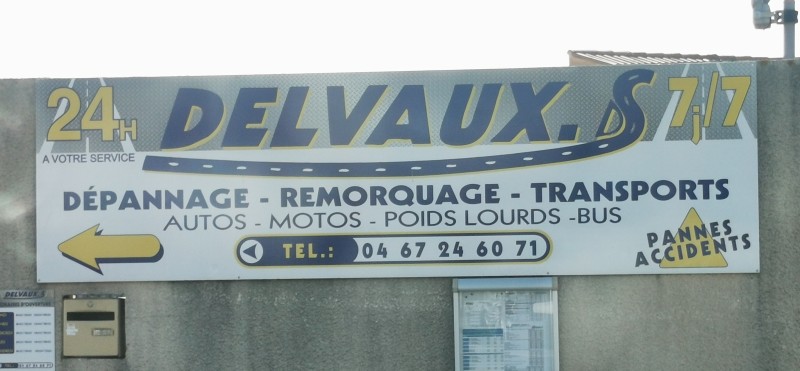 24H
A VOTRE SERVICE
DELVAUX.S
7j/7
DÉPANNAGE - REMORQUAGE - TRANSPORTS
AUTOS - MOTOS - POIDS LOURDS -BUS
TEL.: 04 67 24 60 71
PANNES
ACCIDENTS
DELVAUX.S